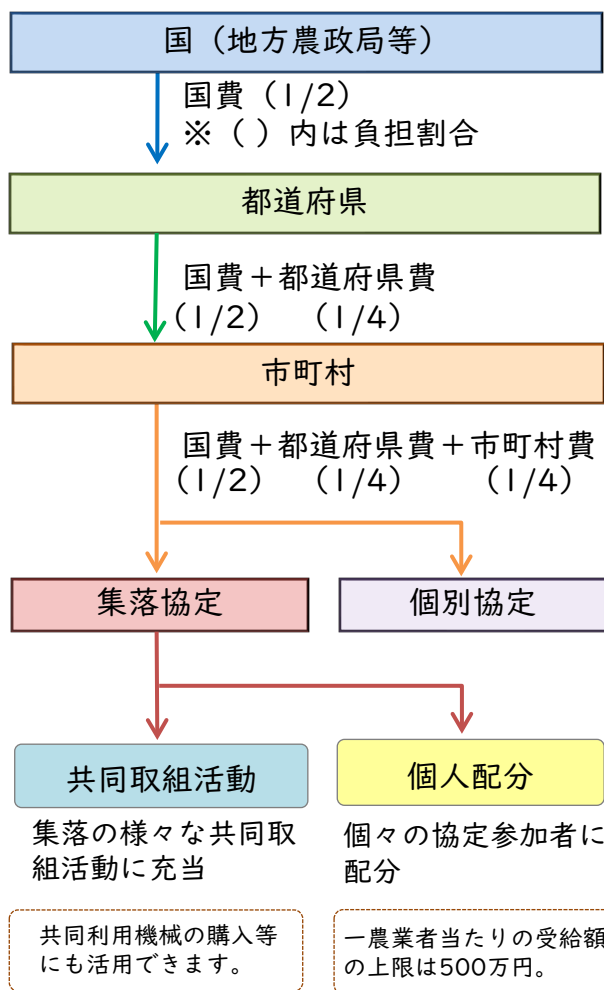 国（地方農政局等）
国費（1/2）
※（ ）内は負担割合
都道府県
国費＋都道府県費
（1/2）　（1/4）
市町村
国費＋都道府県費＋市町村費
（1/2）　（1/4）　（1/4）
集落協定
個別協定
共同取組活動
集落の様々な共同取
組活動に充当
共同利用機械の購入等
にも活用できます。
個人配分
個々の協定参加者に
配分
一農業者当たりの受給額
の上限は500万円。